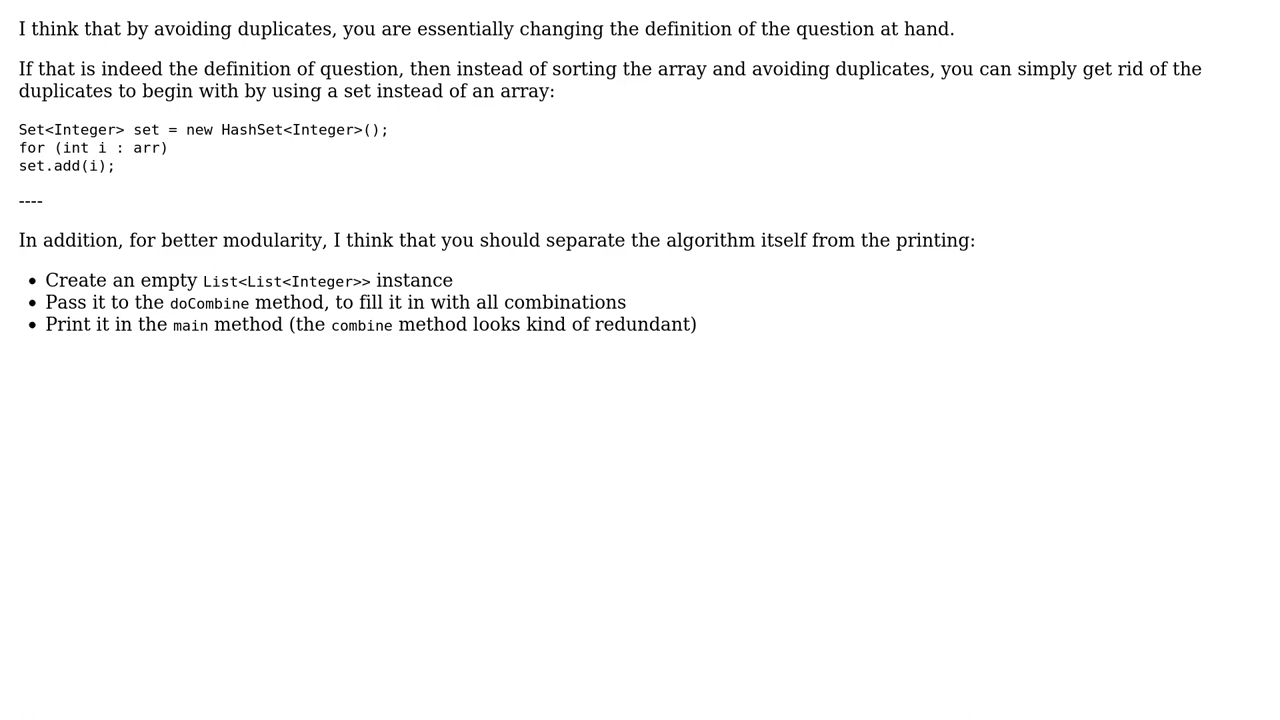 I think that by avoiding duplicates, you are essentially changing the definition of the question at hand.
If that is indeed the definition of question, then instead of sorting the array and avoiding duplicates, you can simply get rid of the
duplicates to begin with by using a set instead of an array:
Set<Integer> set = new HashSet<Integer>();
for (int i : arr)
set.add(i);
----
In addition, for better modularity, I think that you should separate the algorithm itself from the printing:
• Create an empty List<List<Integer>> instance
• Pass it to the doCombine method, to fill it in with all combinations
• Print it in the main method (the combine method looks kind of redundant)